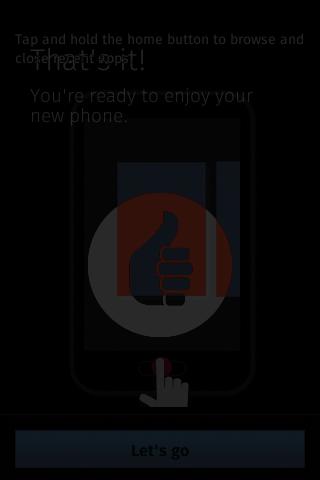 Tap and hold the home button to browse and
close recent apps
That's it!
You're ready to enjoy your
new phone.
Let's go